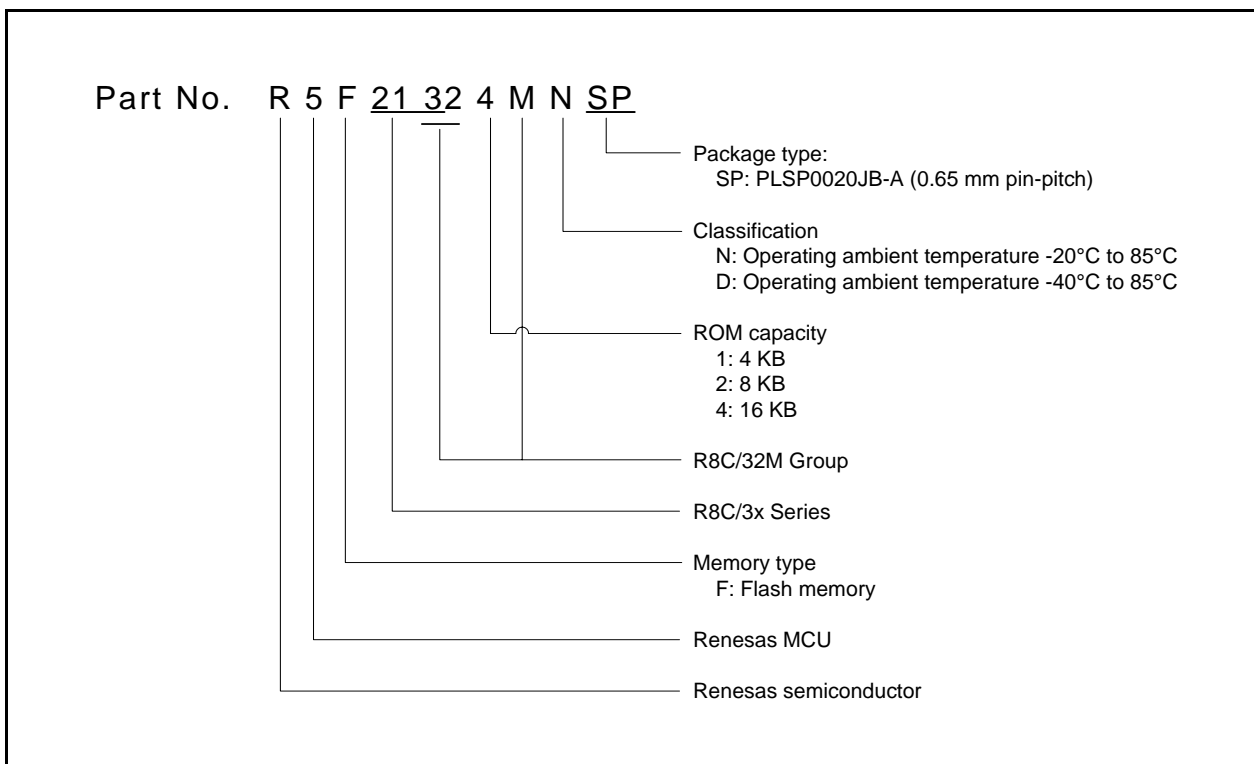 Part No. R 5 F 21 32 4 M N SP
Package type:
SP: PLSP0020JB-A (0.65 mm pin-pitch)
Classification
N: Operating ambient temperature -20°C to 85°C
D: Operating ambient temperature -40°C to 85°C
ROM capacity
1: 4 KB
2: 8 KB
4: 16 KB
R8C/32M Group
R8C/3x Series
Memory type
F: Flash memory
Renesas MCU
Renesas semiconductor